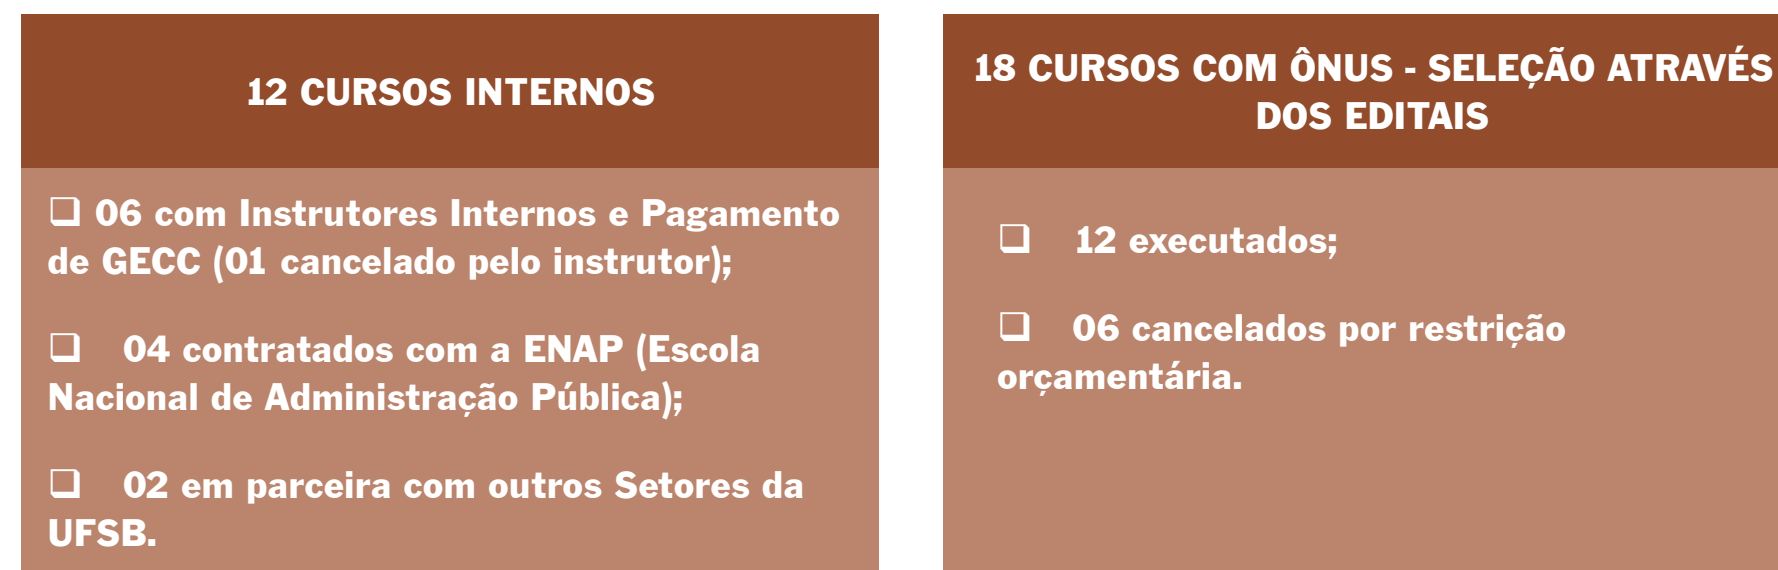 12 CURSOS INTERNOS
❑ 06 com Instrutores Internos e Pagamento
de GECC (01 cancelado pelo instrutor);
❑ 04 contratados com a ENAP (Escola
Nacional de Administração Pública);
❑ 02 em parceira com outros Setores da
UFSB.
18 CURSOS COM ÔNUS - SELEÇÃO ATRAVÉS
DOS EDITAIS
❑ 12 executados;
❑ 06 cancelados por restrição
orçamentária.